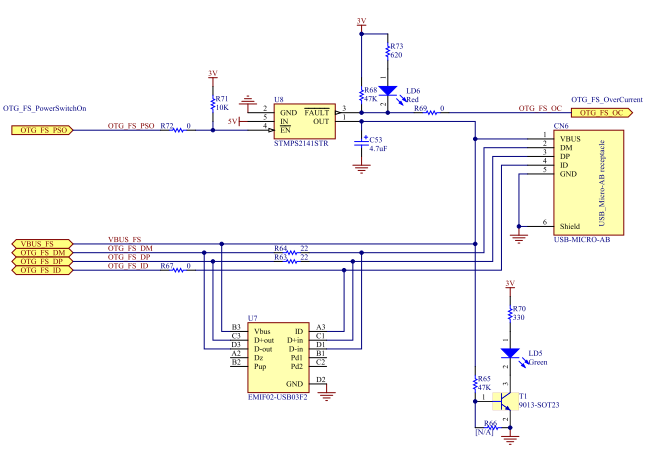 3V
R73
620
3V
R71
10K
U8
R68
47K
LD6
Red
OTG_FS_PowerSwitchOn
OTG_FS_OverCurrent
2 GND FAULT 3
R69 0
OTG_FS_OC
OTG_FS_OC
5V 5 IN OUT 1
OTG_FS_PSO
OTG_FS_PSO
R72 0
4 EN
STMPS2141STR
C53
4.7uF
CN6
1 VBUS
2 DM
3 DP
4 ID
5 GND
6 Shield
USB_Micro-AB receptacle
USB-MICRO-AB
VBUS_FS VBUS_FS
OTG_FS_DM OTG_FS_DM R64 22
OTG_FS_DP OTG_FS_DP R63 22
OTG_FS_ID OTG_FS_ID R67 0
3V
R70
330
U7
B3 Vbus ID A3
C3 D+out D+in C1
D3 D-out D-in D1
A2 Dz Pd1 B1
B2 Pup Pd2 C2
GND D2
EMIF02-USB03F2
1
2
LD5
Green
R65
47K
3
1
T1
9013-SOT23
2
R66
[N/A]